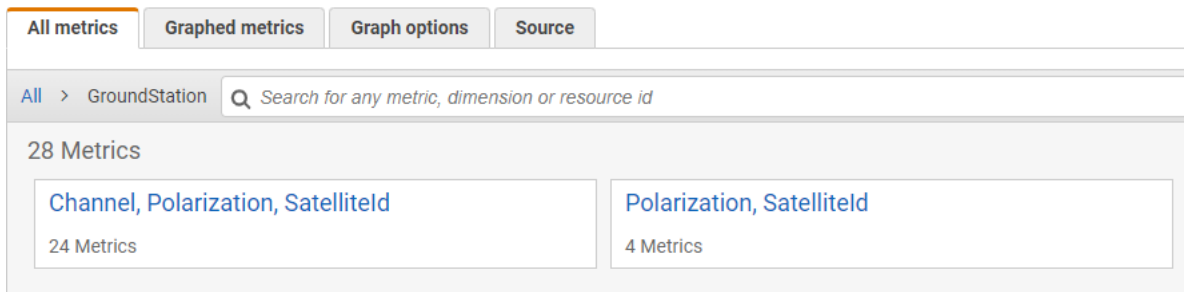 All metrics Graphed metrics Graph options Source
All > GroundStation Search for any metric, dimension or resource id
28 Metrics
Channel, Polarization, SatelliteId Polarization, SatelliteId
24 Metrics 4 Metrics